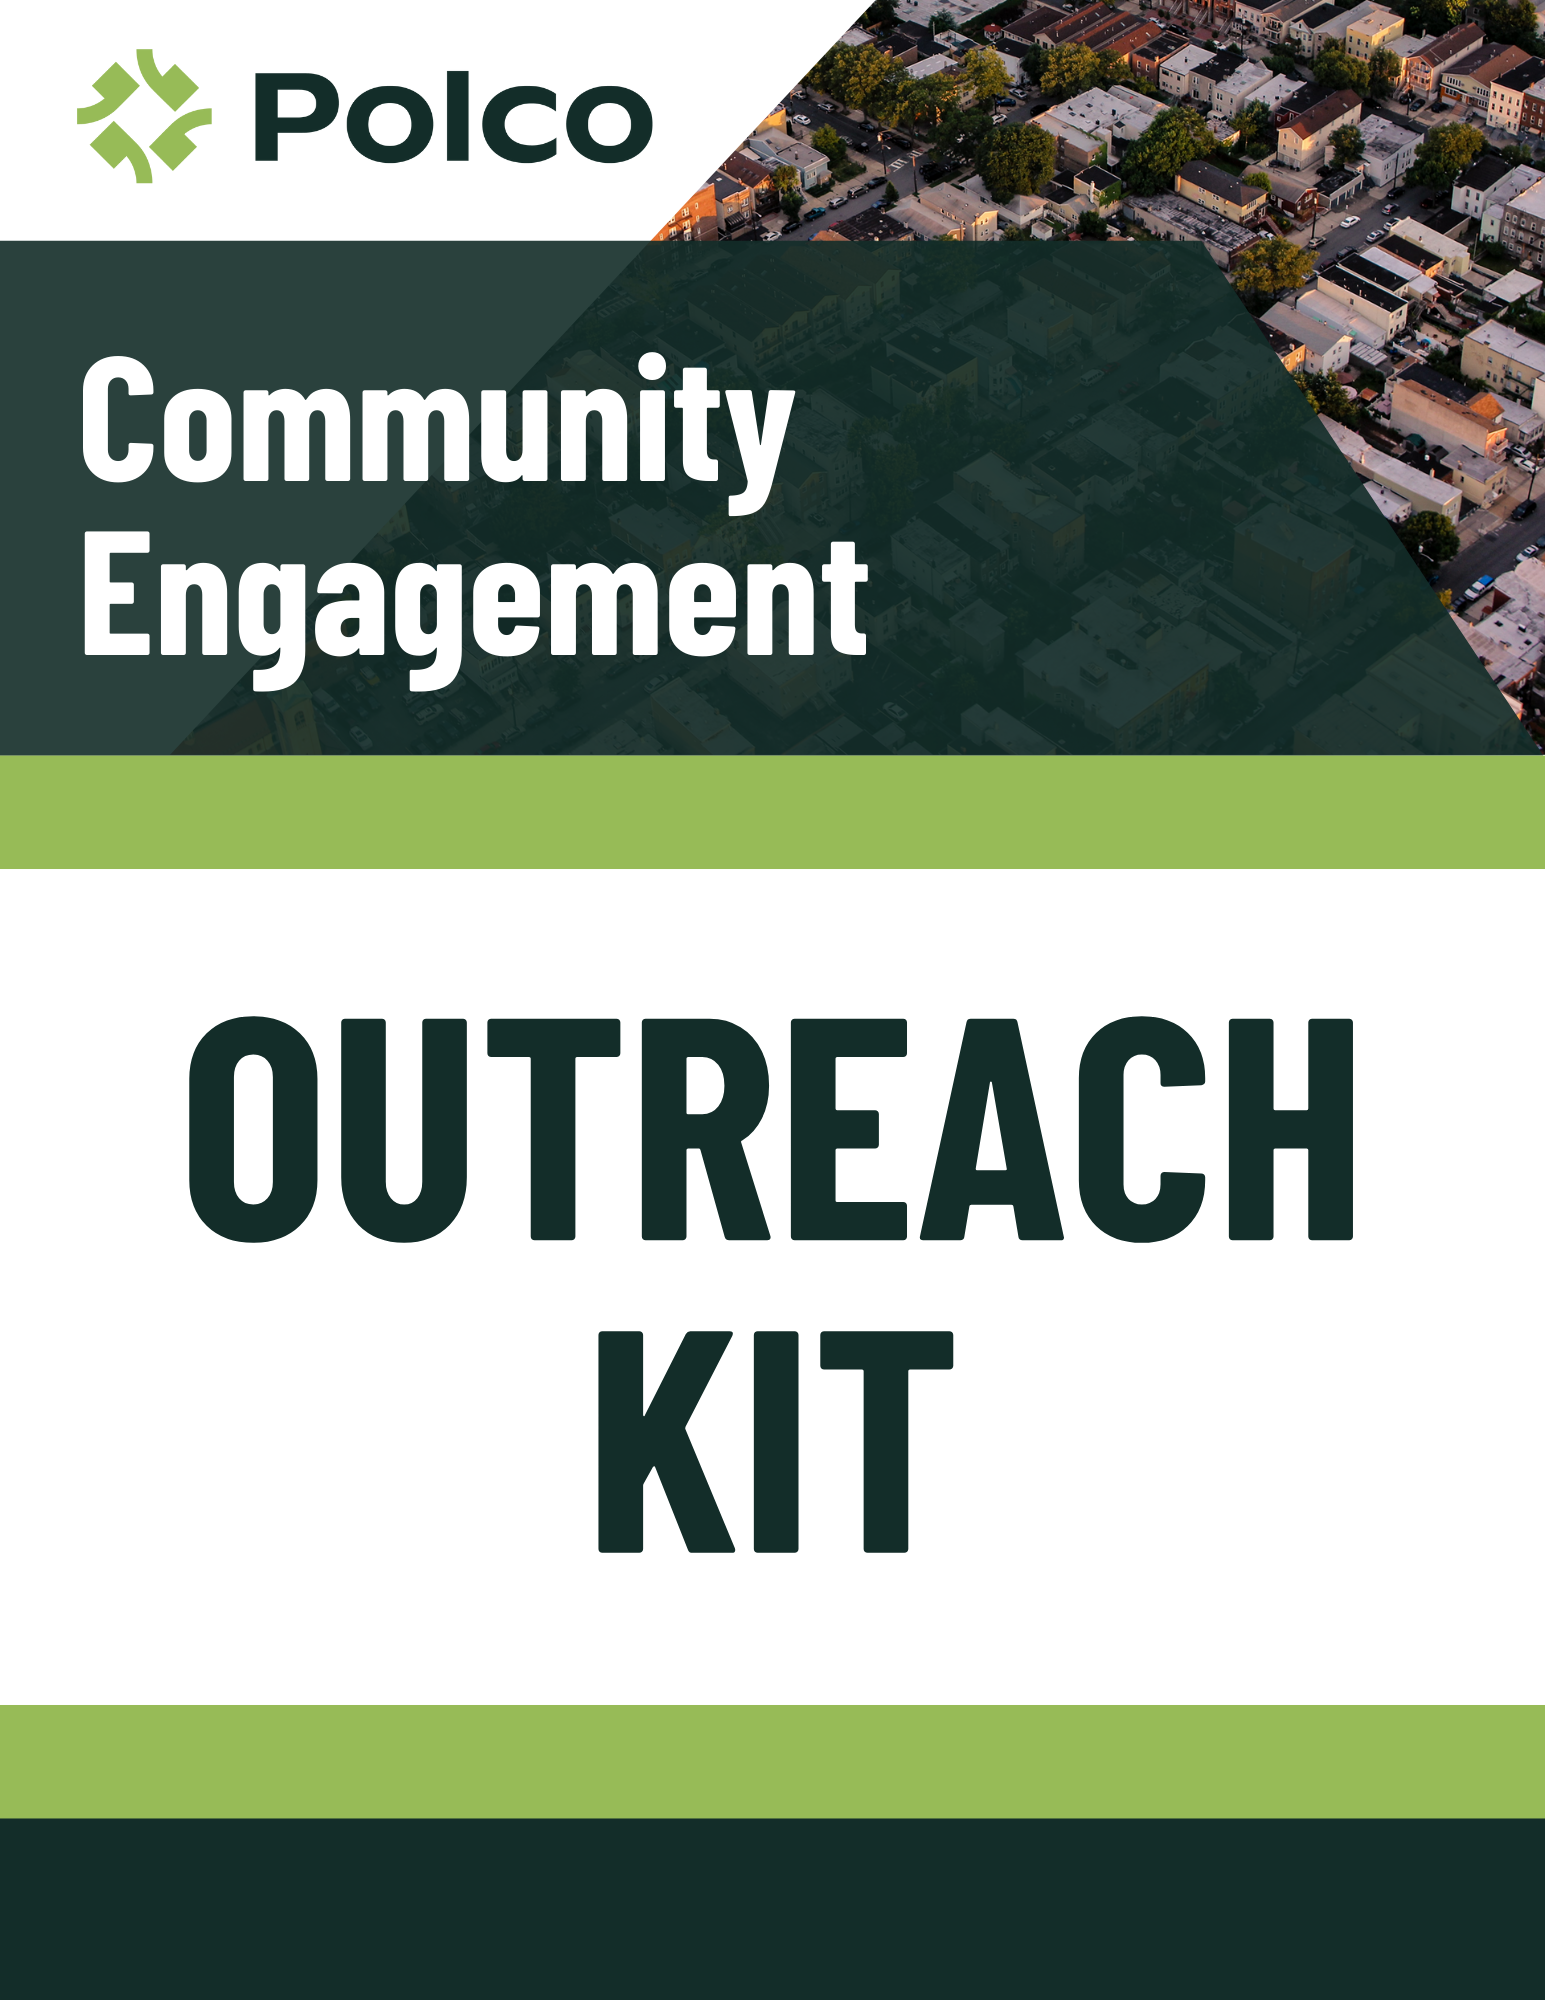 Polco
Community
Engagement
OUTREACH
KIT